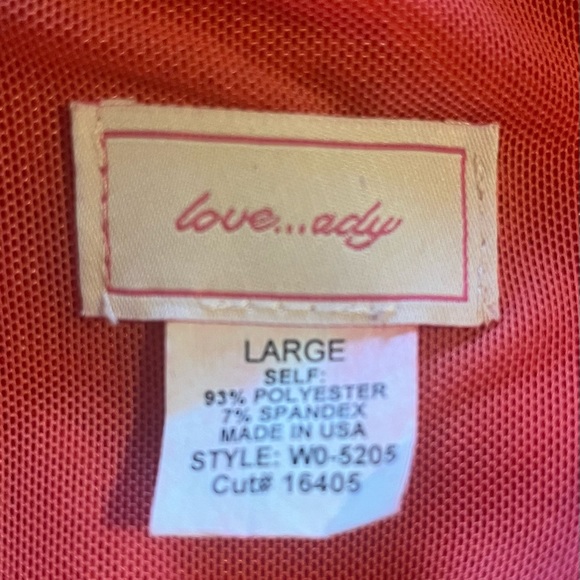 love...ady
LARGE
SELF:
93% POLYESTER
7% SPANDEX
MADE IN USA
STYLE: W0-5205
Cut# 16405